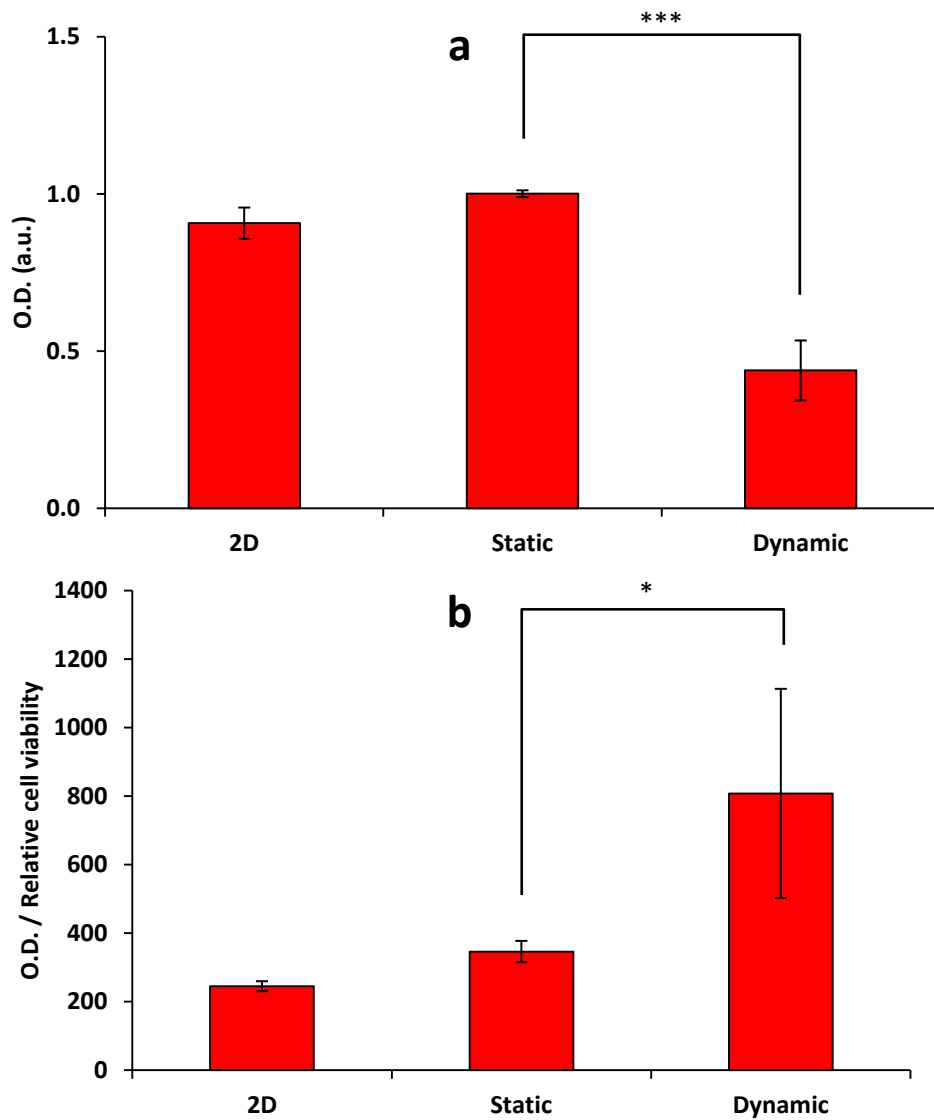 a
***
1.5
1.0
0.5
0.0
O.D. (a.u.)
2D Static Dynamic
b
*
1400
1200
1000
800
600
400
200
0
O.D. / Relative cell viability
2D Static Dynamic